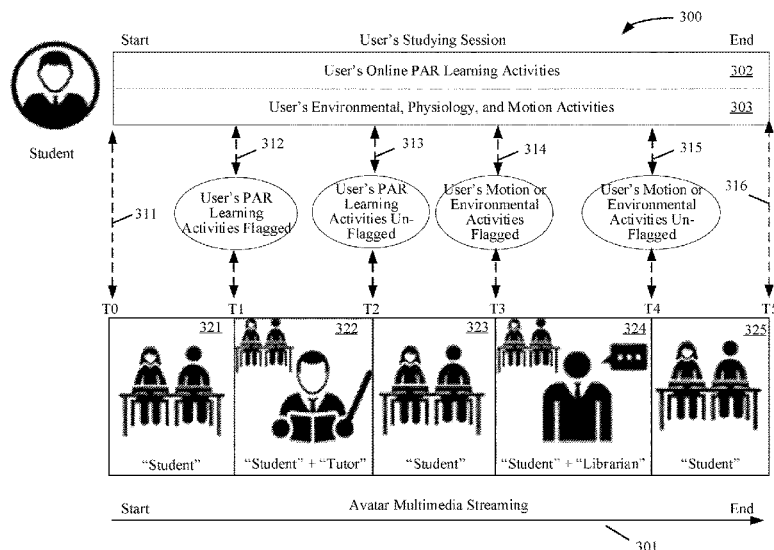 300
Start User's Studying Session End
User's Online PAR Learning Activities 302
User's Environmental, Physiology, and Motion Activities 303
Student
311
312
313
314
315
316
User's PAR
Learning
Activities Flagged
User's PAR
Learning
Activities Un-
Flagged
User's Motion or
Environmental
Activities
Flagged
User's Motion or
Environmental
Activities Un-
Flagged
T0 T1 T2 T3 T4 T5
321 322 323 324 325
"Student" "Student" + "Tutor" "Student" "Student" + "Librarian" "Student"
Start Avatar Multimedia Streaming End
301